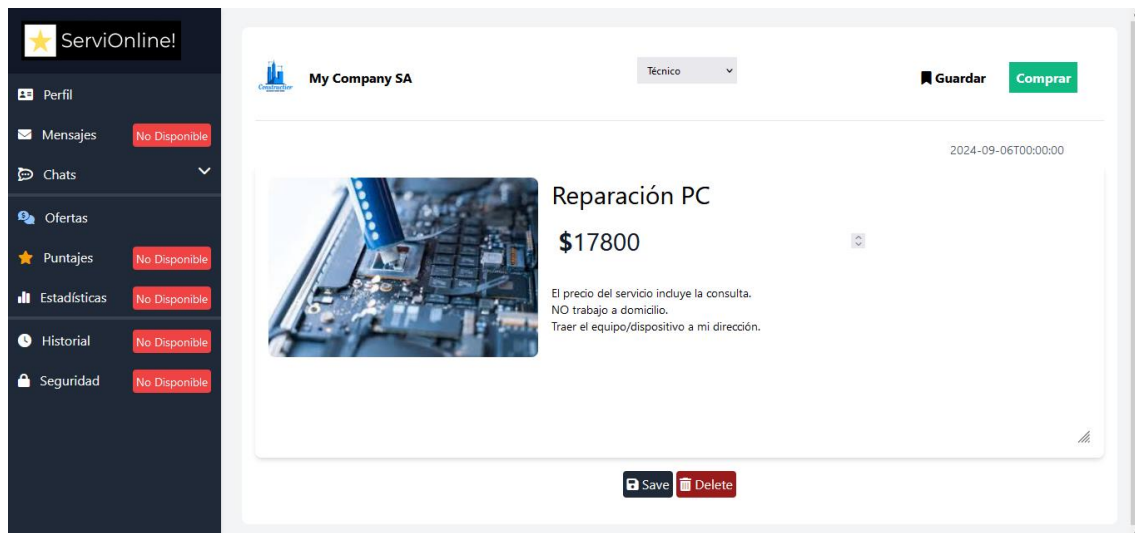 ServiOnline!
Perfil
Mensajes No Disponible
Chats
Ofertas
Puntajes No Disponible
Estadísticas No Disponible
Historial No Disponible
Seguridad No Disponible
Constructier
My Company SA
Técnico
Guardar
Comprar
2024-09-06T00:00:00
Reparación PC
$17800
El precio del servicio incluye la consulta.
NO trabajo a domicilio.
Traer el equipo/dispositivo a mi dirección.
Save
Delete